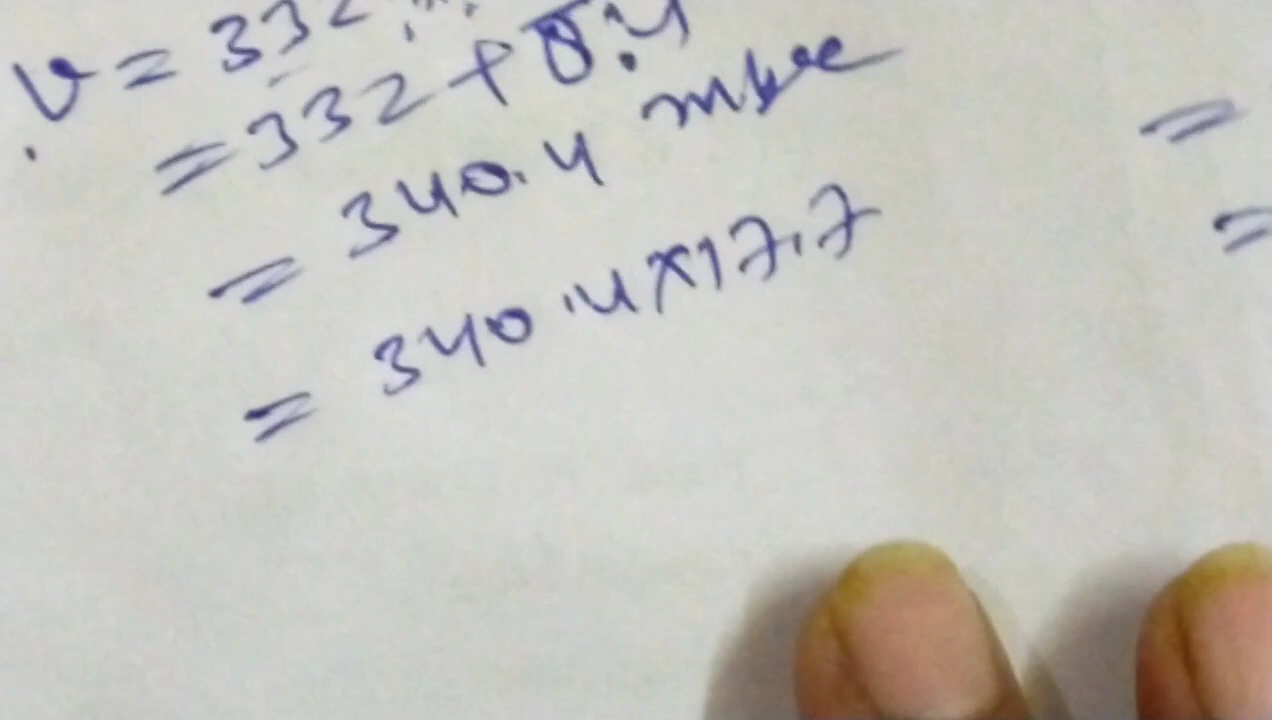 v = 332
= 332 + 8.4
= 340.4 m/sec
= 340.4 x 17.7
=
=